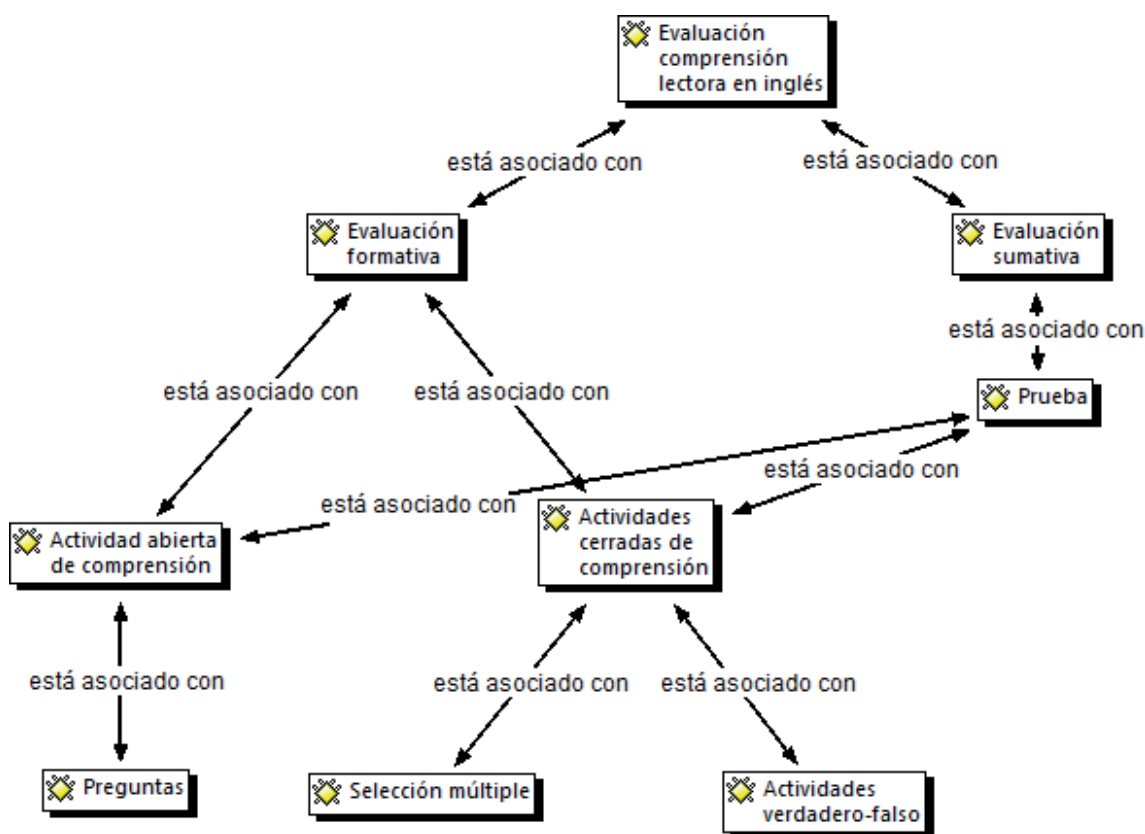 Evaluación
comprensión
lectora en inglés
está asociado con
está asociado con
Evaluación
formativa
Evaluación
sumativa
está asociado con
está asociado con
está asociado con
Prueba
está asociado con
está asociado con
Actividad abierta
de comprensión
Actividades
cerradas de
comprensión
está asociado con
está asociado con
está asociado con
Preguntas
Selección múltiple
Actividades
verdadero-falso